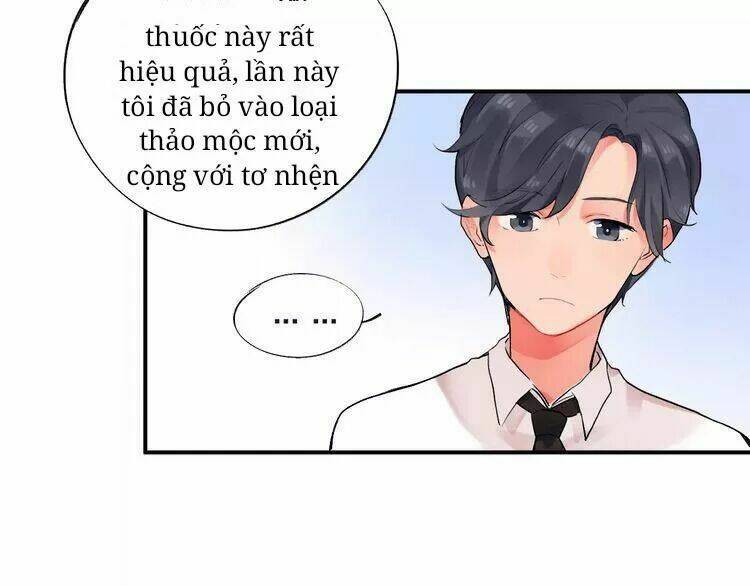 thuốc này rất
hiệu quả, lần này
tôi đã bỏ vào loại
thảo mộc mới,
cộng với tơ nhện
... ...